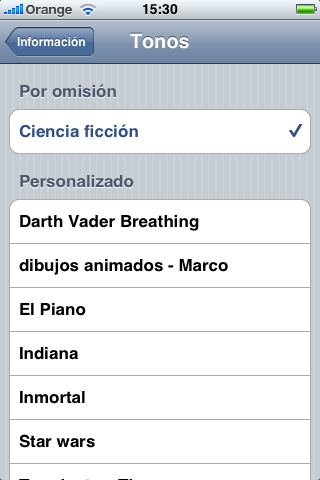 Orange 15:30
Información Tonos
Por omisión
Ciencia ficción
Personalizado
Darth Vader Breathing
dibujos animados - Marco
El Piano
Indiana
Inmortal
Star wars